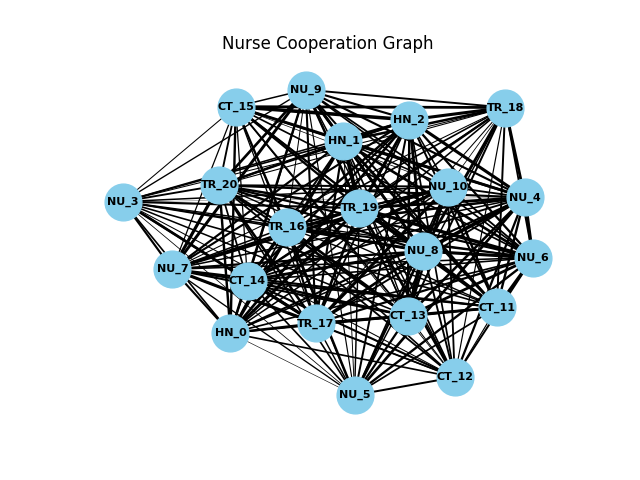 Nurse Cooperation Graph
NU_9
CT_15
TR_18
HN_2
HN_1
TR_20
NU_10
NU_4
NU_3
TR_19
TR_16
NU_8
NU_6
NU_7
CT_14
CT_11
CT_13
TR_17
HN_0
CT_12
NU_5